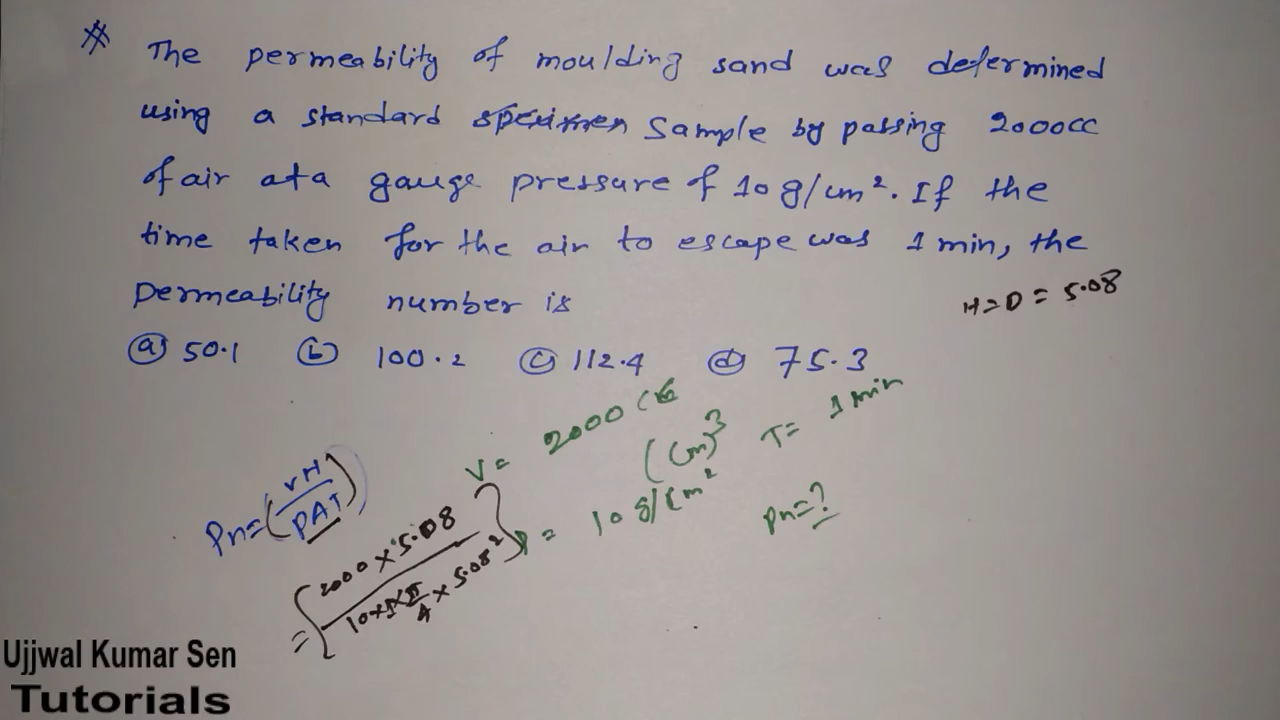 * The permeability of moulding sand was determined
using a standard specimen sample by passing 2000cc
of air at a gauge pressure of 10 g/cm². If the
time taken for the air to escape was 1 min, the
permeability number is
H=D = 5.08
(a) 50.1 (b) 100.2 (c) 112.4 (d) 75.3
V= 2000 cc
(cm)³
T= 1 min
P = 10 g/cm²
Pn=?
Pn=(VH/PAT)
={2000×5.08/10×1×π/4×5.08²}
Ujjwal Kumar Sen
Tutorials